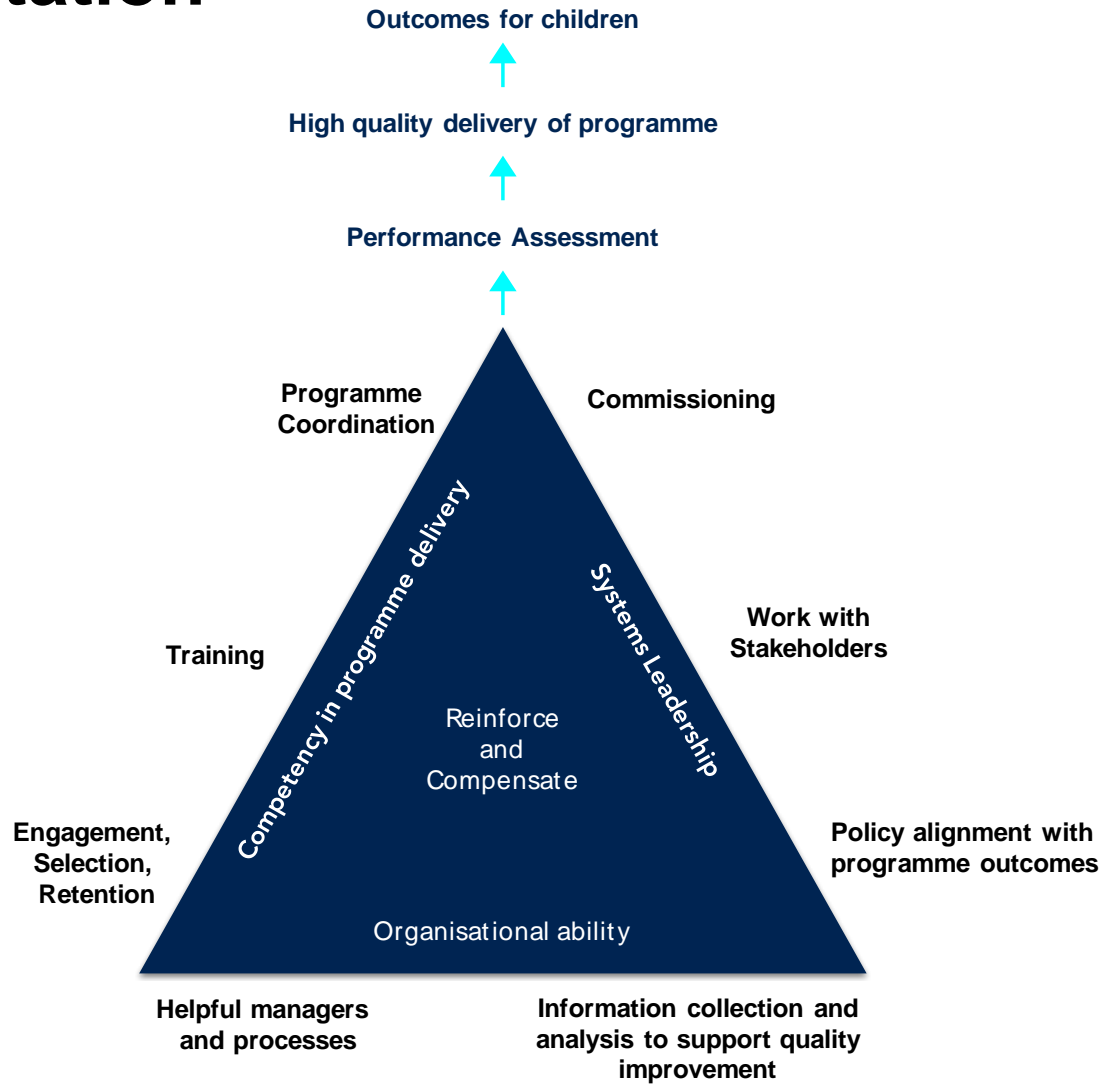 Outcomes for children
High quality delivery of programme
Performance Assessment
Programme
Coordination
Commissioning
Competency in programme delivery
Systems Leadership
Training
Work with
Stakeholders
Reinforce
and
Compensate
Engagement,
Selection,
Retention
Policy alignment with
programme outcomes
Organisational ability
Helpful managers
and processes
Information collection and
analysis to support quality
improvement